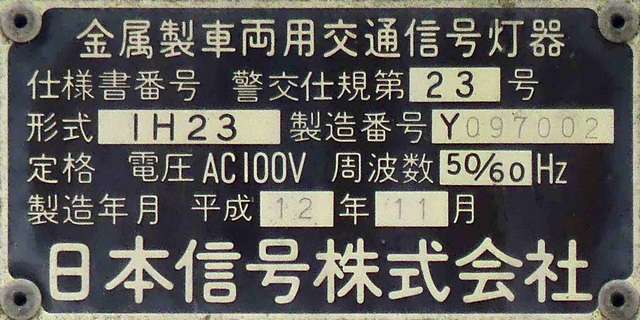 金属製車両用交通信号灯器
仕様書番号 警交仕規第 23 号
形式 1H23 製造番号 Y097002
定格 電圧 AC100V 周波数 50/60 Hz
製造年月 平成 12 年 11 月
日本信号株式会社